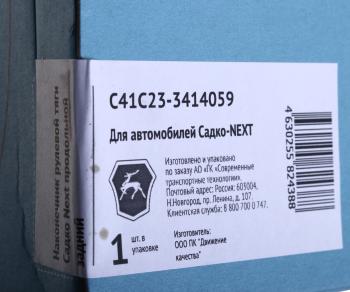 Наконечник рулевой тяги
Садко Next продольной
задний
С41С23-3414059
Для автомобилей Садко-NEXT
Изготовлено и упаковано
по заказу АО «ГК «Современные
транспортные технологии».
Почтовый адрес: Россия, 603004,
Н.Новгород, пр. Ленина, д. 107.
Клиентская служба: 8 800 700 0 747.
1 шт. в
упаковке
Изготовитель:
ООО ПК "Движение
качества"
4 630255 824388